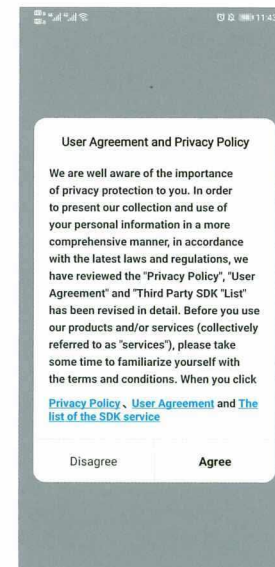 11:43
User Agreement and Privacy Policy
We are well aware of the importance
of privacy protection to you. In order
to present our collection and use of
your personal information in a more
comprehensive manner, in accordance
with the latest laws and regulations, we
have reviewed the "Privacy Policy", "User
Agreement" and "Third Party SDK "List"
has been revised in detail. Before you use
our products and/or services (collectively
referred to as "services"), please take
some time to familiarize yourself with
the terms and conditions. When you click
Privacy Policy、User Agreement and The
list of the SDK service
Disagree
Agree